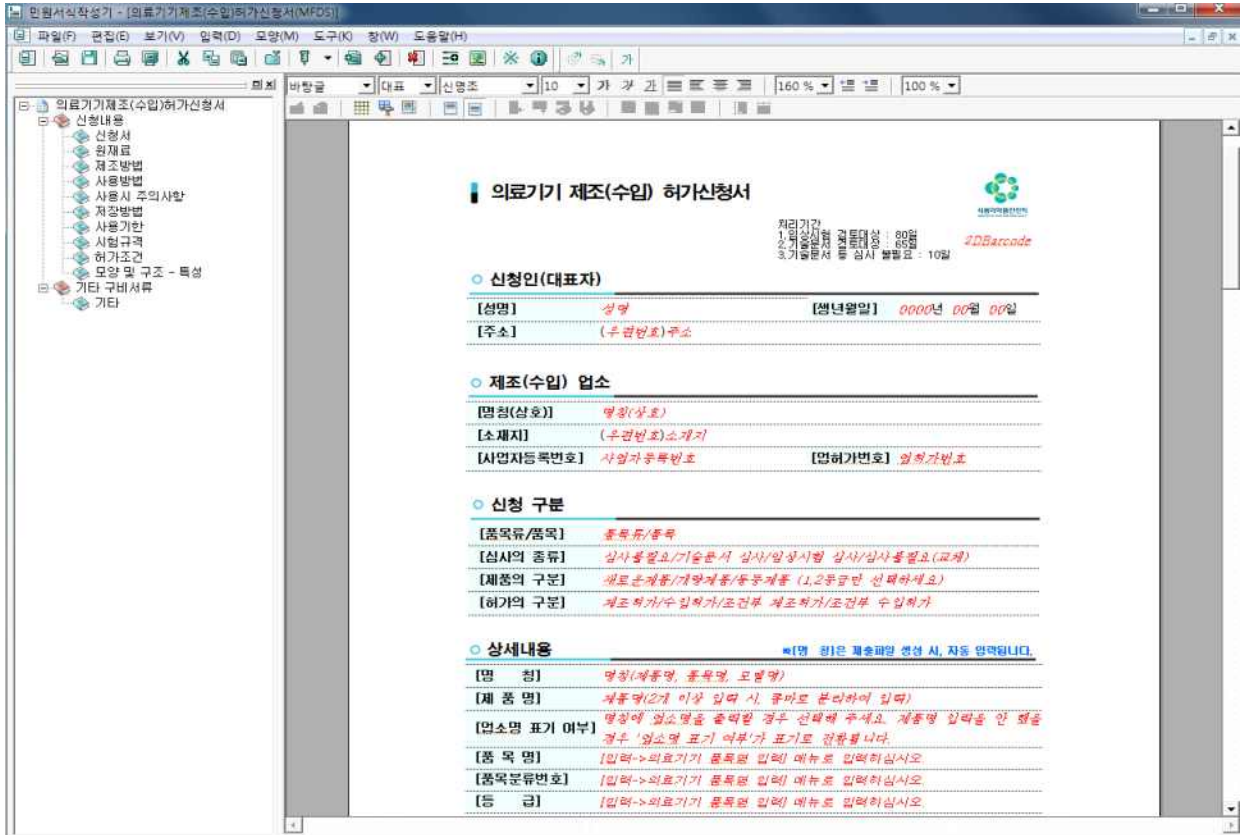 민원서식작성기 - [의료기기제조(수입)허가신청서(MFDS)]
파일(F) 편집(E) 보기(V) 입력(D) 모양(M) 도구(K) 창(W) 도움말(H)
바탕글 대표 신명조 10 가 가 가 160 % 100 %
의료기기제조(수입)허가신청서
신청내용
신청서
원재료
제조방법
사용방법
사용시 주의사항
저장방법
사용기한
시험규격
허가조건
모양 및 구조 - 특성
기타 구비서류
기타
의료기기 제조(수입) 허가신청서
식품의약품안전처
처리기간
1.임상시험 검토대상 : 80일
2.기술문서 검토대상 : 65일
3.기술문서 등 심사 불필요 : 10일
2DBarcode
신청인(대표자)
[성명] 성명 [생년월일] 0000년 00월 00일
[주소] (우편번호)주소
제조(수입) 업소
[명칭(상호)] 명칭(상호)
[소재지] (우편번호)소재지
[사업자등록번호] 사업자등록번호 [업허가번호] 업허가번호
신청 구분
[품목류/품목] 품목류/품목
[심사의 종류] 심사불필요/기술문서 심사/임상시험 심사/심사불필요(교체)
[제품의 구분] 새로운제품/개량제품/동등제품 (1,2등급만 선택하세요)
[허가의 구분] 제조허가/수입허가/조건부 제조허가/조건부 수입허가
상세내용 *[명 칭]은 제출파일 생성 시, 자동 입력됩니다.
[명 칭] 명칭(제품명, 품목명, 모델명)
[제 품 명] 제품명(2개 이상 입력 시, 콤마로 분리하여 입력)
[업소명 표기 여부] 명칭에 업소명을 출력할 경우 선택해 주세요. 제품명 입력을 안 했을
경우 '업소명 표기 여부'가 표기로 전환됩니다.
[품 목 명] [입력->의료기기 품목명 입력] 메뉴로 입력하십시오
[품목분류번호] [입력->의료기기 품목명 입력] 메뉴로 입력하십시오
[등 급] [입력->의료기기 품목명 입력] 메뉴로 입력하십시오